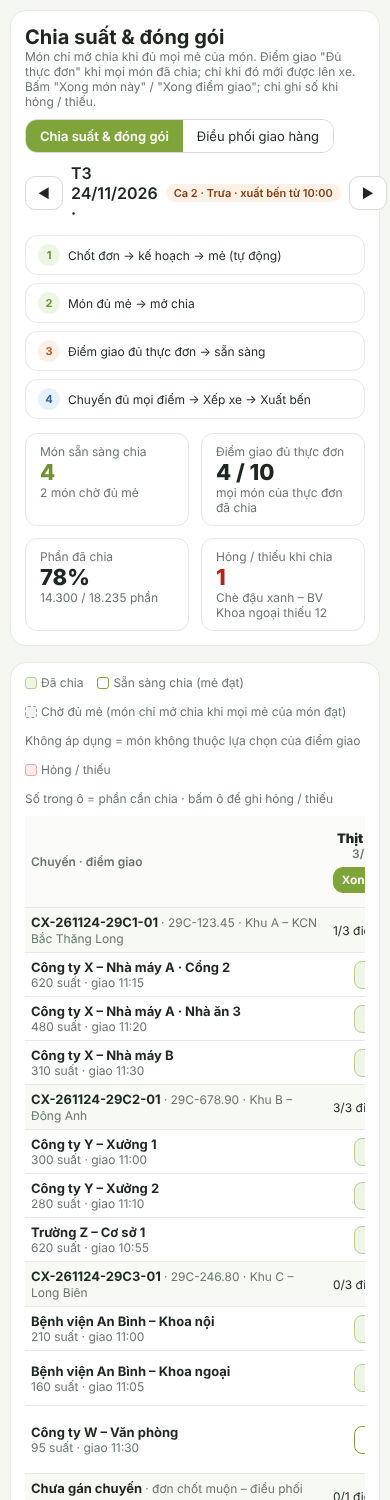 Chia suất & đóng gói
Món chỉ mở chia khi đủ mọi mẻ của món. Điểm giao "Đủ
thực đơn" khi mọi món đã chia; chỉ khi đó mới được lên xe.
Bấm "Xong món này" / "Xong điểm giao"; chỉ ghi số khi
hỏng / thiếu.
Chia suất & đóng gói
Điều phối giao hàng
◀
T3
24/11/2026
·
Ca 2 · Trưa · xuất bến từ 10:00
▶
1 Chốt đơn → kế hoạch → mẻ (tự động)
2 Món đủ mẻ → mở chia
3 Điểm giao đủ thực đơn → sẵn sàng
4 Chuyến đủ mọi điểm → Xếp xe → Xuất bến
Món sẵn sàng chia
4
2 món chờ đủ mẻ
Điểm giao đủ thực đơn
4 / 10
mọi món của thực đơn
đã chia
Phần đã chia
78%
14.300 / 18.235 phần
Hỏng / thiếu khi chia
1
Chè đậu xanh – BV
Khoa ngoại thiếu 12
Đã chia
Sẵn sàng chia (mẻ đạt)
Chờ đủ mẻ (món chỉ mở chia khi mọi mẻ của món đạt)
Không áp dụng = món không thuộc lựa chọn của điểm giao
Hỏng / thiếu
Số trong ô = phần cần chia · bấm ô để ghi hỏng / thiếu
Chuyến · điểm giao
Thịt
3/
Xon
CX-261124-29C1-01 · 29C-123.45 · Khu A – KCN
Bắc Thăng Long
1/3 đi
Công ty X – Nhà máy A · Cổng 2
620 suất · giao 11:15
Công ty X – Nhà máy A · Nhà ăn 3
480 suất · giao 11:20
Công ty X – Nhà máy B
310 suất · giao 11:30
CX-261124-29C2-01 · 29C-678.90 · Khu B –
Đông Anh
3/3 đi
Công ty Y – Xưởng 1
300 suất · giao 11:00
Công ty Y – Xưởng 2
280 suất · giao 11:10
Trường Z – Cơ sở 1
620 suất · giao 10:55
CX-261124-29C3-01 · 29C-246.80 · Khu C –
Long Biên
0/3 đi
Bệnh viện An Bình – Khoa nội
210 suất · giao 11:00
Bệnh viện An Bình – Khoa ngoại
160 suất · giao 11:05
Công ty W – Văn phòng
95 suất · giao 11:30
Chưa gán chuyến · đơn chốt muộn – điều phối
0/1 đi